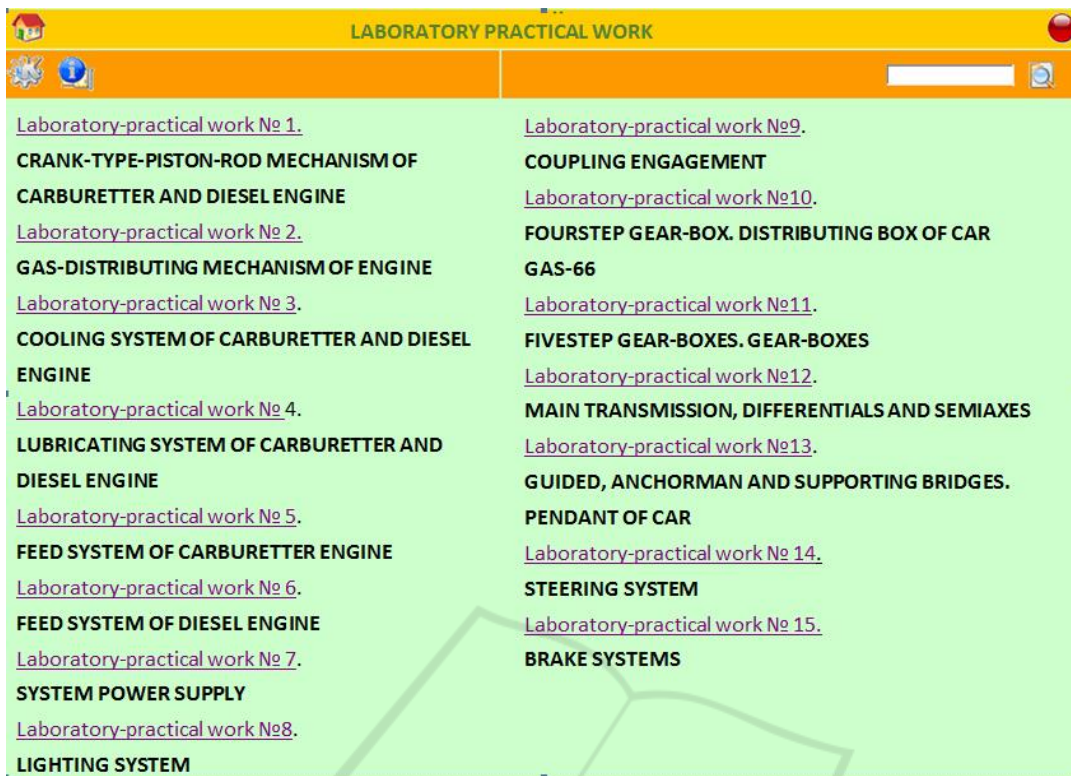 LABORATORY PRACTICAL WORK
Laboratory-practical work № 1.
CRANK-TYPE-PISTON-ROD MECHANISM OF
CARBURETTER AND DIESEL ENGINE
Laboratory-practical work № 2.
GAS-DISTRIBUTING MECHANISM OF ENGINE
Laboratory-practical work № 3.
COOLING SYSTEM OF CARBURETTER AND DIESEL
ENGINE
Laboratory-practical work № 4.
LUBRICATING SYSTEM OF CARBURETTER AND
DIESEL ENGINE
Laboratory-practical work № 5.
FEED SYSTEM OF CARBURETTER ENGINE
Laboratory-practical work № 6.
FEED SYSTEM OF DIESEL ENGINE
Laboratory-practical work № 7.
SYSTEM POWER SUPPLY
Laboratory-practical work №8.
LIGHTING SYSTEM
Laboratory-practical work №9.
COUPLING ENGAGEMENT
Laboratory-practical work №10.
FOURSTEP GEAR-BOX. DISTRIBUTING BOX OF CAR
GAS-66
Laboratory-practical work №11.
FIVESTEP GEAR-BOXES. GEAR-BOXES
Laboratory-practical work №12.
MAIN TRANSMISSION, DIFFERENTIALS AND SEMIAXES
Laboratory-practical work №13.
GUIDED, ANCHORMAN AND SUPPORTING BRIDGES.
PENDANT OF CAR
Laboratory-practical work № 14.
STEERING SYSTEM
Laboratory-practical work № 15.
BRAKE SYSTEMS